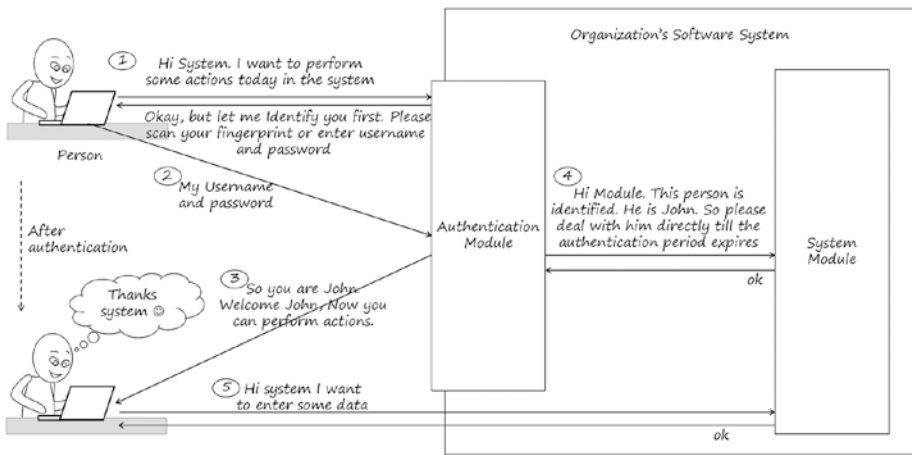 Organization's Software System
1
Hi System. I want to perform
some actions today in the system
Okay, but let me Identify you first. Please
scan your fingerprint or enter username
and password
Person
2
My Username
and password
After
authentication
Authentication
Module
4
Hi Module. This person is
identified. He is John. So please
deal with him directly till the
authentication period expires
ok
System
Module
3
So you are John.
Welcome John, Now you
can perform actions.
Thanks
system ☺
5
Hi system I want
to enter some data
ok